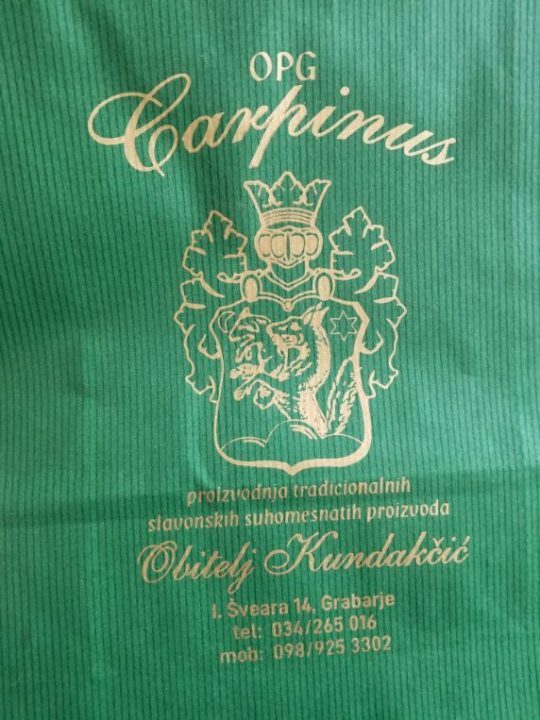 OPG
Carpinus
proizvodnja tradicionalnih
slavonskih suhomesnatih proizvoda
Obitelj Kundakčić
I. Šveara 14, Grabarje
tel: 034/265 016
mob: 098/925 3302